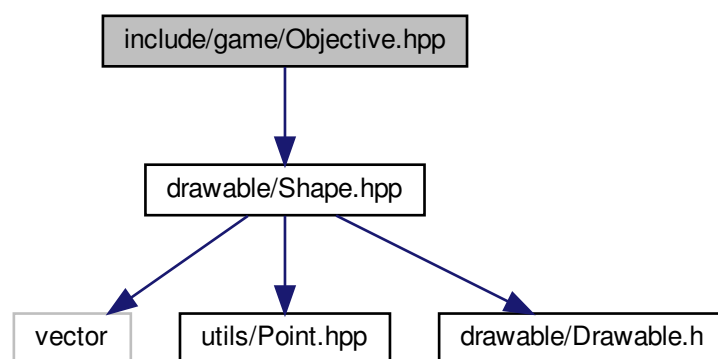 include/game/Objective.hpp
drawable/Shape.hpp
vector
utils/Point.hpp
drawable/Drawable.h